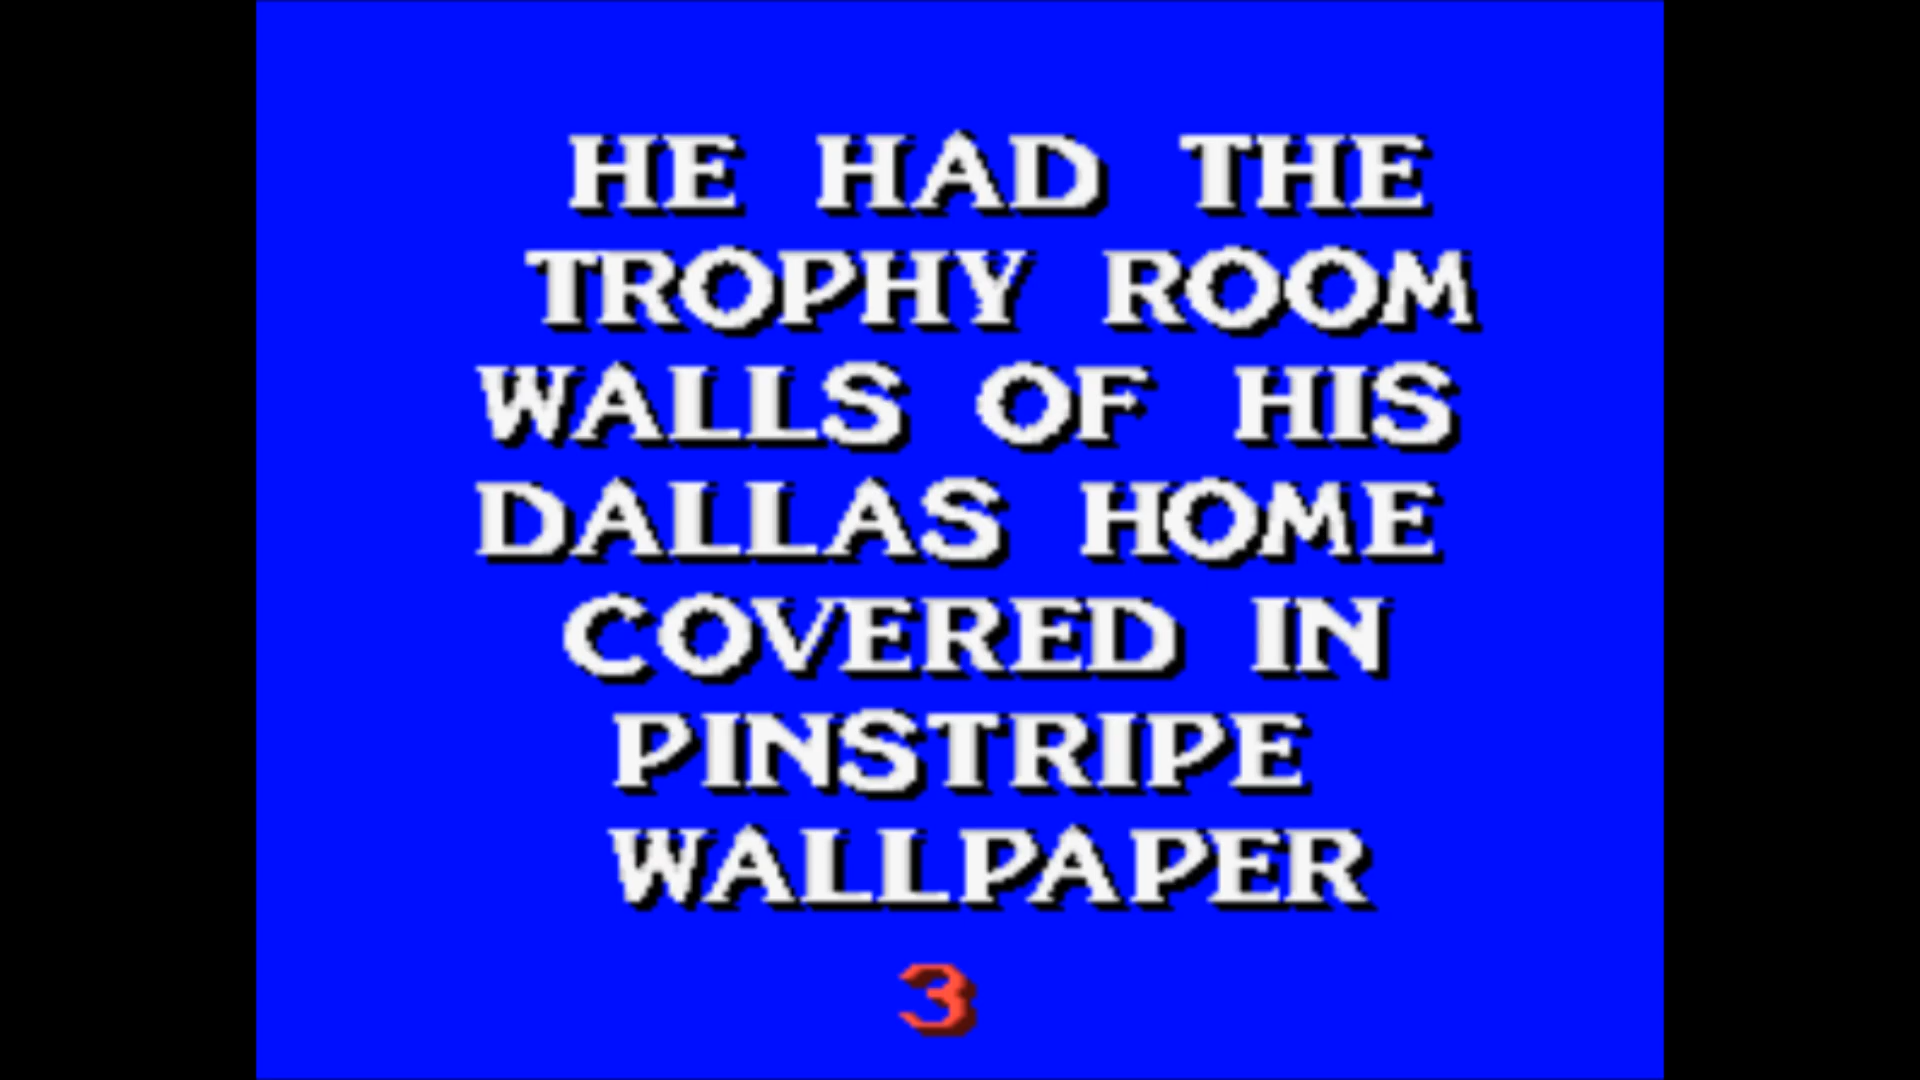 HE HAD THE
TROPHY ROOM
WALLS OF HIS
DALLAS HOME
COVERED IN
PINSTRIPE
WALLPAPER
3